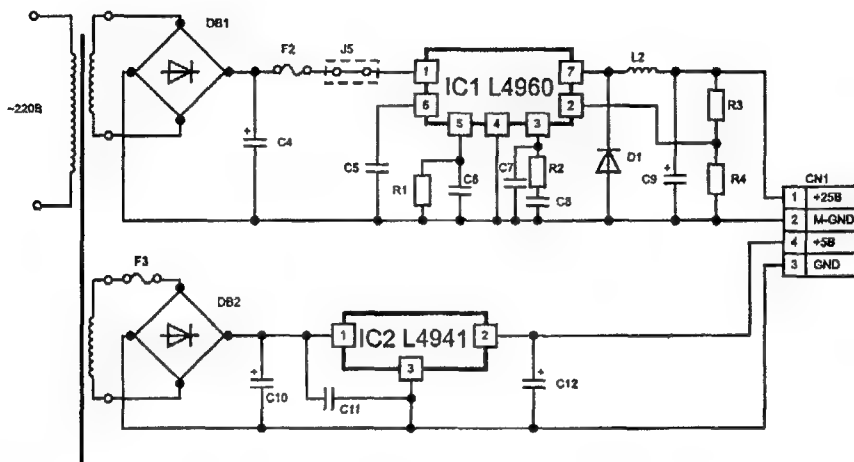 DB1
F2
J5
L2
~220В
1
IC1 L4960
7
6
2
5
4
3
C4
C5
R1
C6
C7
R2
C8
D1
C9
R3
R4
CN1
1 +25В
2 M-GND
4 +5В
3 GND
F3
DB2
1
IC2 L4941
2
3
C10
C11
C12